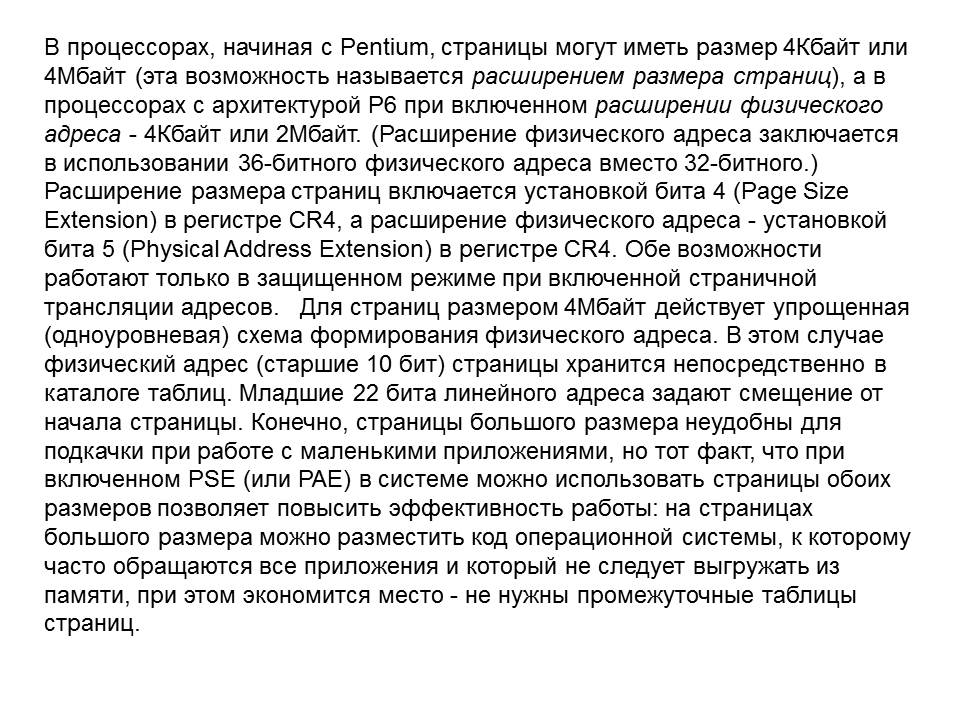 В процессорах, начиная с Pentium, страницы могут иметь размер 4Кбайт или
4Мбайт (эта возможность называется расширением размера страниц), а в
процессорах с архитектурой P6 при включенном расширении физического
адреса - 4Кбайт или 2Мбайт. (Расширение физического адреса заключается
в использовании 36-битного физического адреса вместо 32-битного.)
Расширение размера страниц включается установкой бита 4 (Page Size
Extension) в регистре CR4, а расширение физического адреса - установкой
бита 5 (Physical Address Extension) в регистре CR4. Обе возможности
работают только в защищенном режиме при включенной страничной
трансляции адресов.   Для страниц размером 4Мбайт действует упрощенная
(одноуровневая) схема формирования физического адреса. В этом случае
физический адрес (старшие 10 бит) страницы хранится непосредственно в
каталоге таблиц. Младшие 22 бита линейного адреса задают смещение от
начала страницы. Конечно, страницы большого размера неудобны для
подкачки при работе с маленькими приложениями, но тот факт, что при
включенном PSE (или PAE) в системе можно использовать страницы обоих
размеров позволяет повысить эффективность работы: на страницах
большого размера можно разместить код операционной системы, к которому
часто обращаются все приложения и который не следует выгружать из
памяти, при этом экономится место - не нужны промежуточные таблицы
страниц.